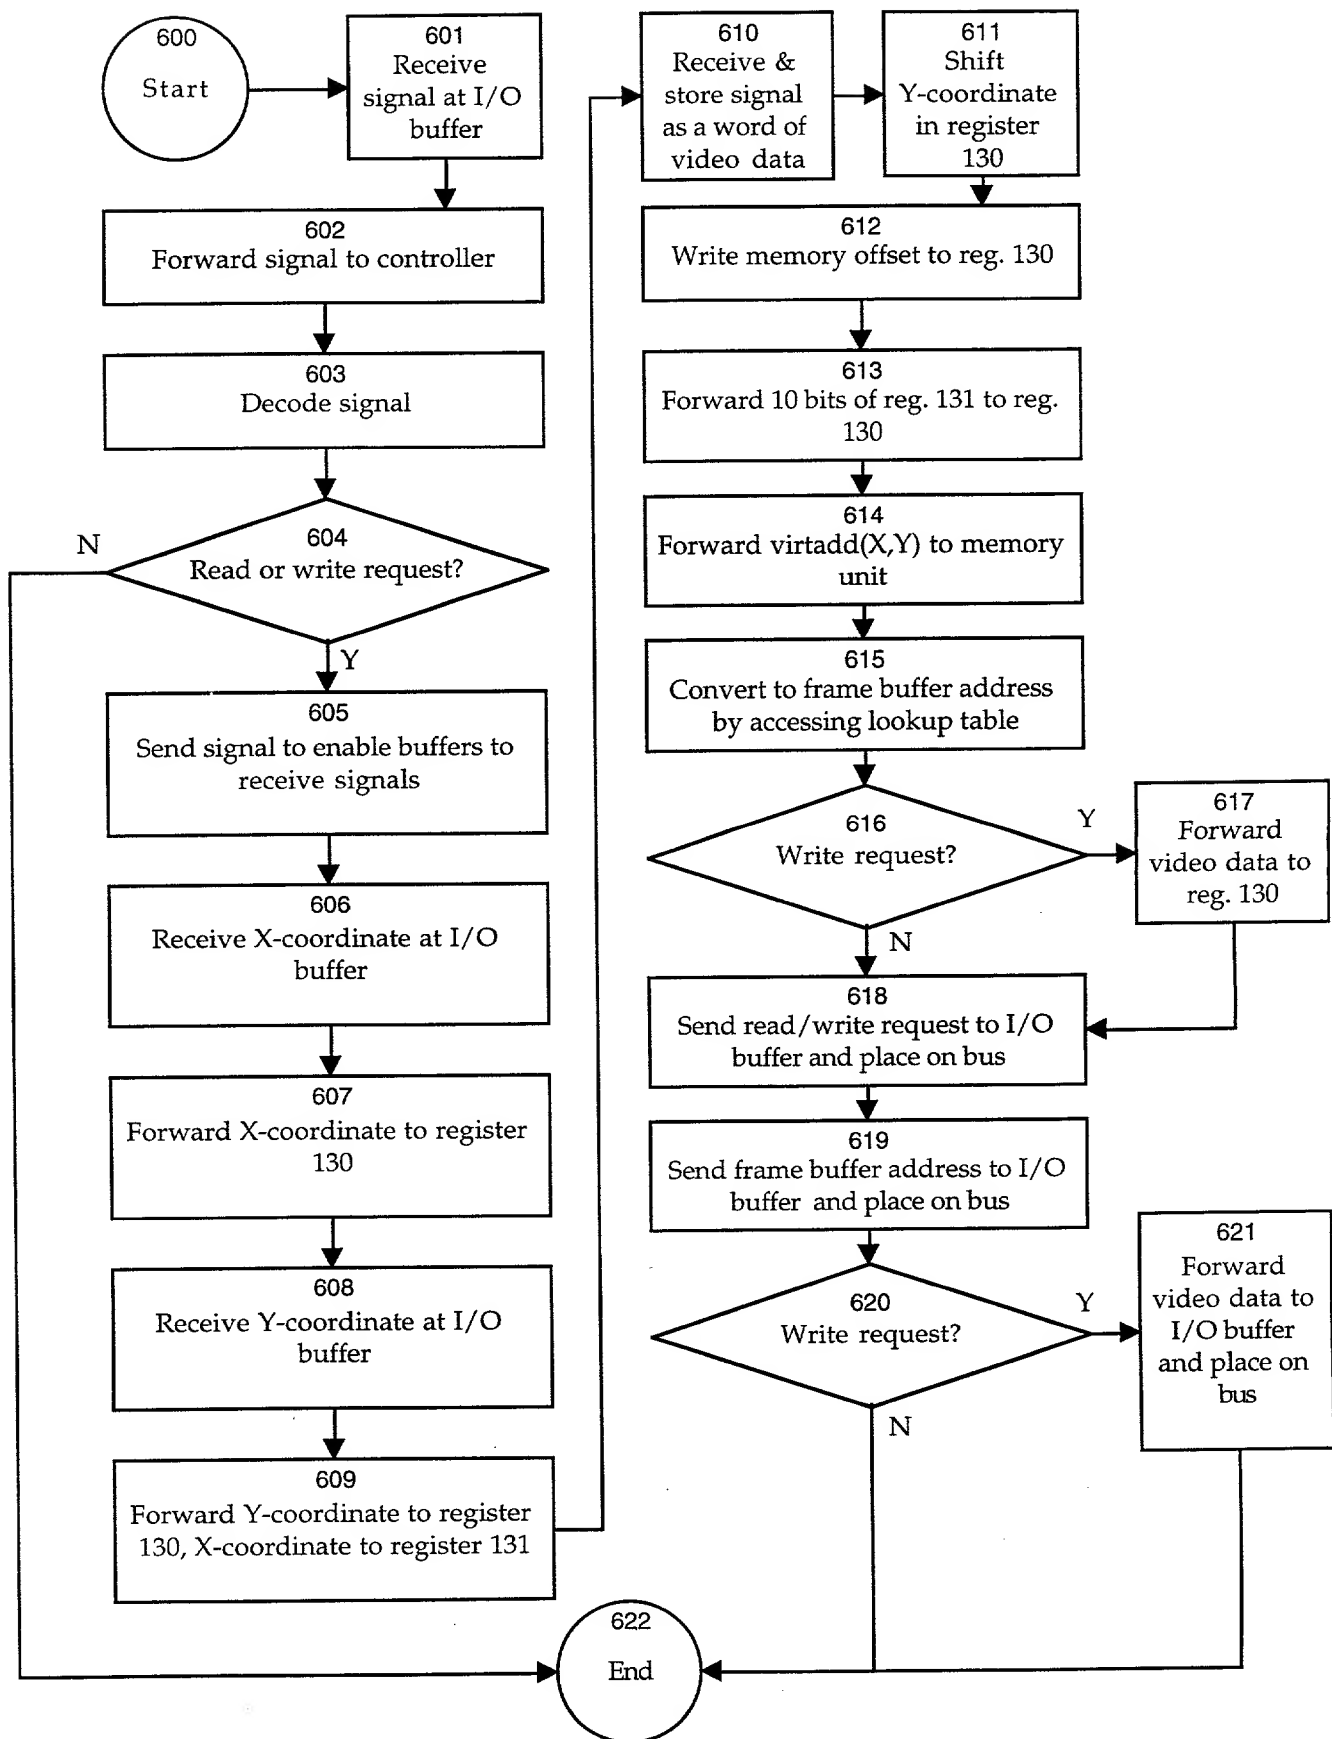 600
Start
601
Receive
signal at I/O
buffer
602
Forward signal to controller
603
Decode signal
604
Read or write request?
N
Y
605
Send signal to enable buffers to
receive signals
606
Receive X-coordinate at I/O
buffer
607
Forward X-coordinate to register
130
608
Receive Y-coordinate at I/O
buffer
609
Forward Y-coordinate to register
130, X-coordinate to register 131
610
Receive &
store signal
as a word of
video data
611
Shift
Y-coordinate
in register
130
612
Write memory offset to reg. 130
613
Forward 10 bits of reg. 131 to reg.
130
614
Forward virtadd(X,Y) to memory
unit
615
Convert to frame buffer address
by accessing lookup table
616
Write request?
Y
N
617
Forward
video data to
reg. 130
618
Send read/write request to I/O
buffer and place on bus
619
Send frame buffer address to I/O
buffer and place on bus
620
Write request?
Y
N
621
Forward
video data to
I/O buffer
and place on
bus
622
End